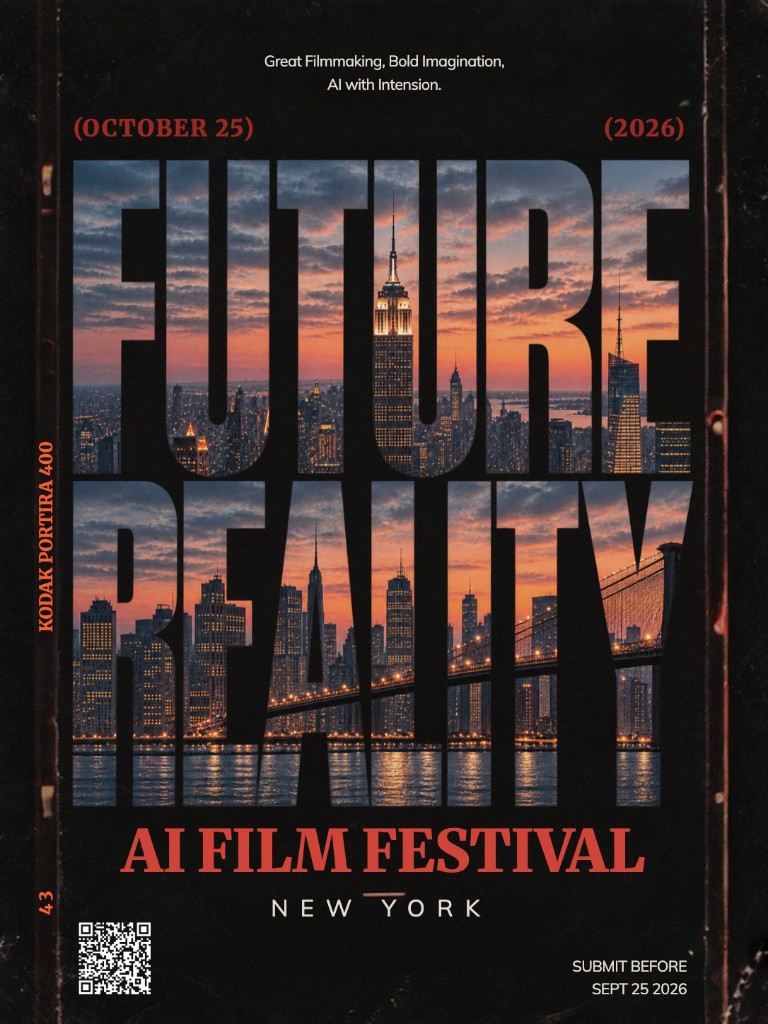 Great Filmmaking, Bold Imagination,
AI with Intension.
(OCTOBER 25)
(2026)
FUTURE
REALITY
KODAK PORTIRA 400
AI FILM FESTIVAL
NEW YORK
43
SUBMIT BEFORE
SEPT 25 2026